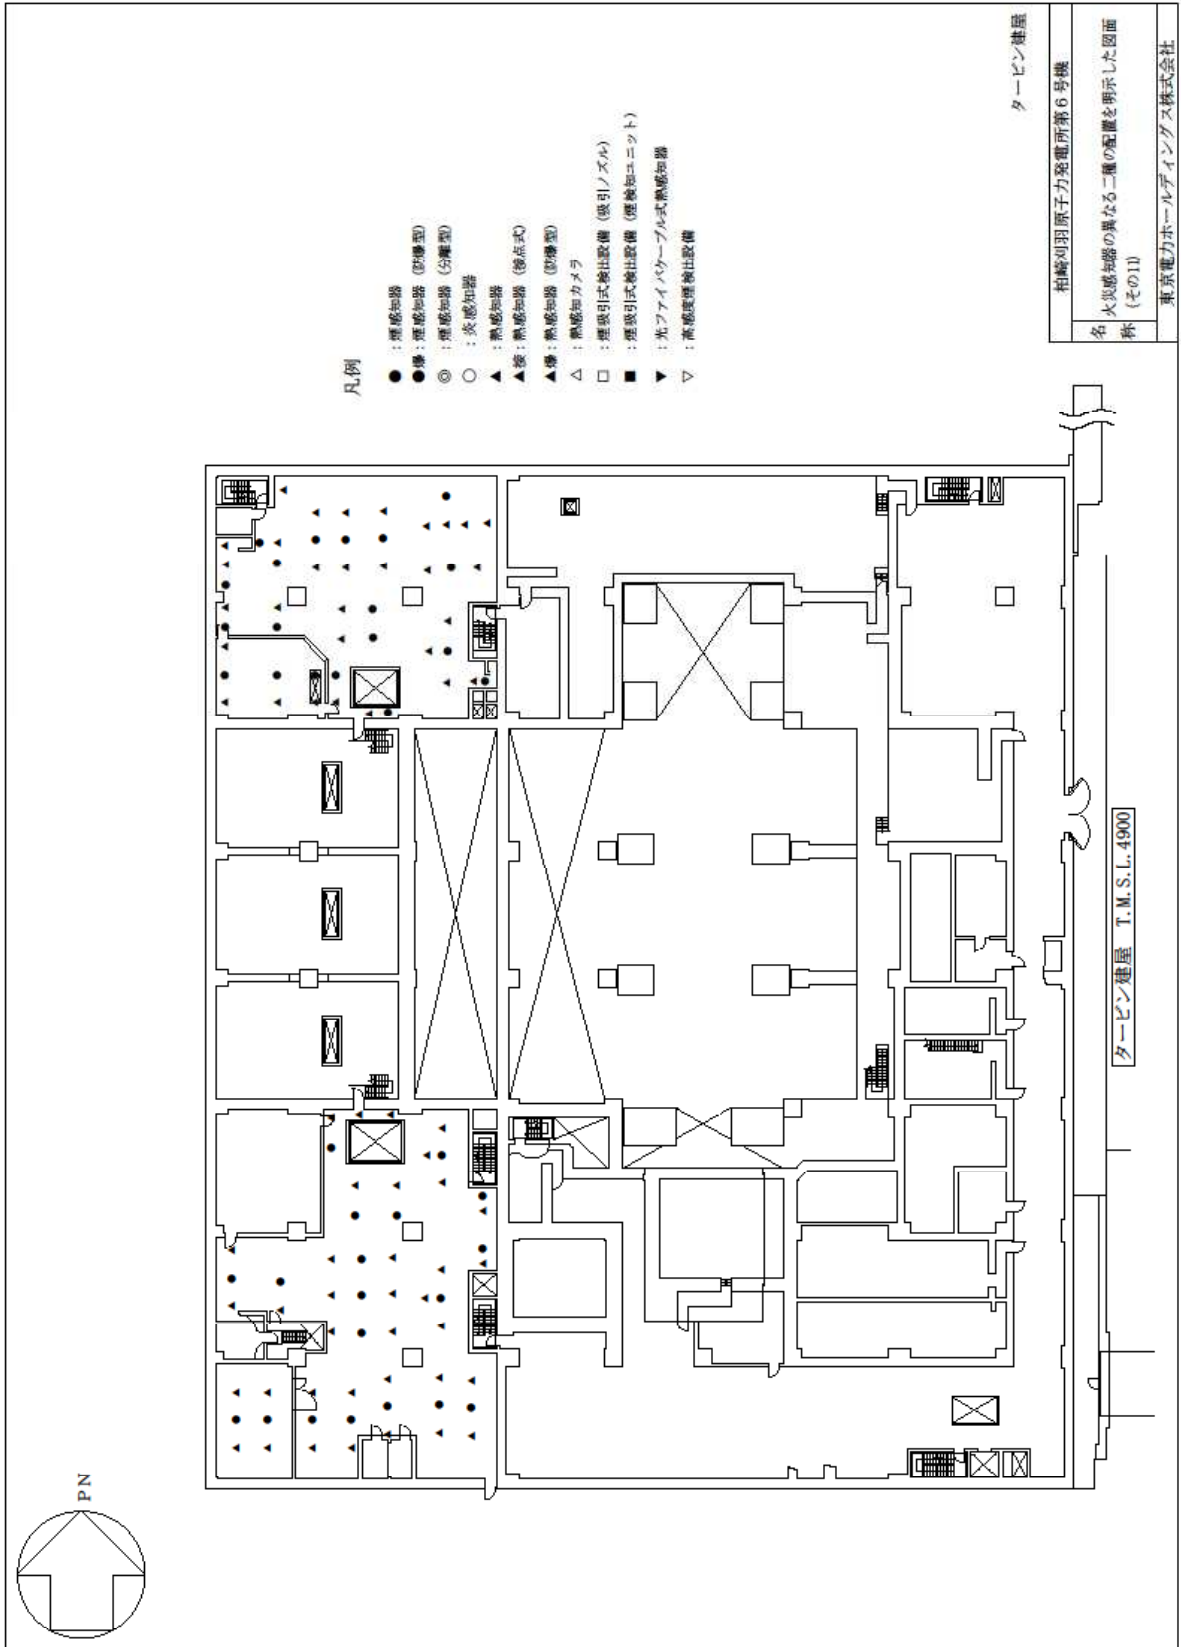 PN
凡例
● ：煙感知器
●爆：煙感知器（防爆型）
◎ ：煙感知器（分離型）
○ ：炎感知器
▲ ：熱感知器
▲接：熱感知器（接点式）
▲爆：熱感知器（防爆型）
△ ：熱感知カメラ
□ ：煙吸引式検出設備（吸引ノズル）
■ ：煙吸引式検出設備（煙検知ユニット）
▼ ：光ファイバケーブル式熱感知器
▽ ：高感度煙検出設備
タービン建屋 T.M.S.L.4900
タービン建屋
柏崎刈羽原子力発電所第6号機
名称
火災感知器の異なる二種の配置を明示した図面
(その11)
東京電力ホールディングス株式会社